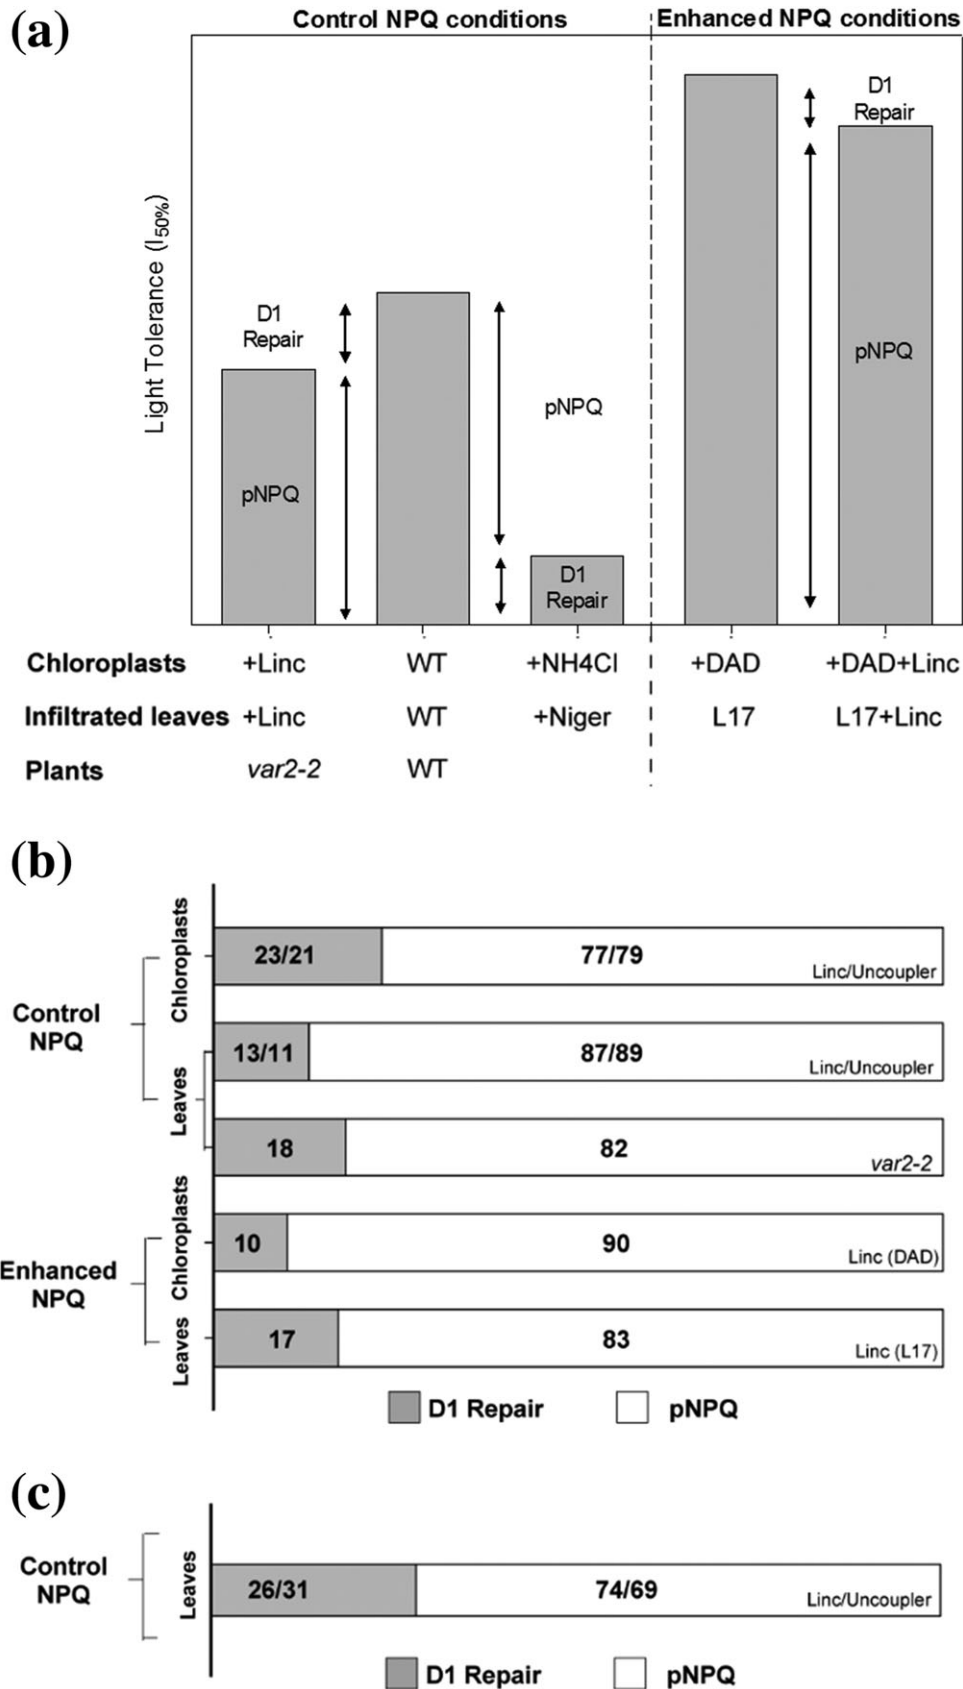 (a)
Control NPQ conditions
Enhanced NPQ conditions
Light Tolerance (I50%)
D1
Repair
pNPQ
pNPQ
D1
Repair
D1
Repair
pNPQ
Chloroplasts +Linc WT +NH4Cl +DAD +DAD+Linc
Infiltrated leaves +Linc WT +Niger L17 L17+Linc
Plants var2-2 WT
(b)
Control
NPQ
Chloroplasts
23/21 77/79 Linc/Uncoupler
Leaves
13/11 87/89 Linc/Uncoupler
18 82 var2-2
Enhanced
NPQ
Chloroplasts
10 90 Linc (DAD)
Leaves
17 83 Linc (L17)
D1 Repair pNPQ
(c)
Control
NPQ
Leaves
26/31 74/69 Linc/Uncoupler
D1 Repair pNPQ